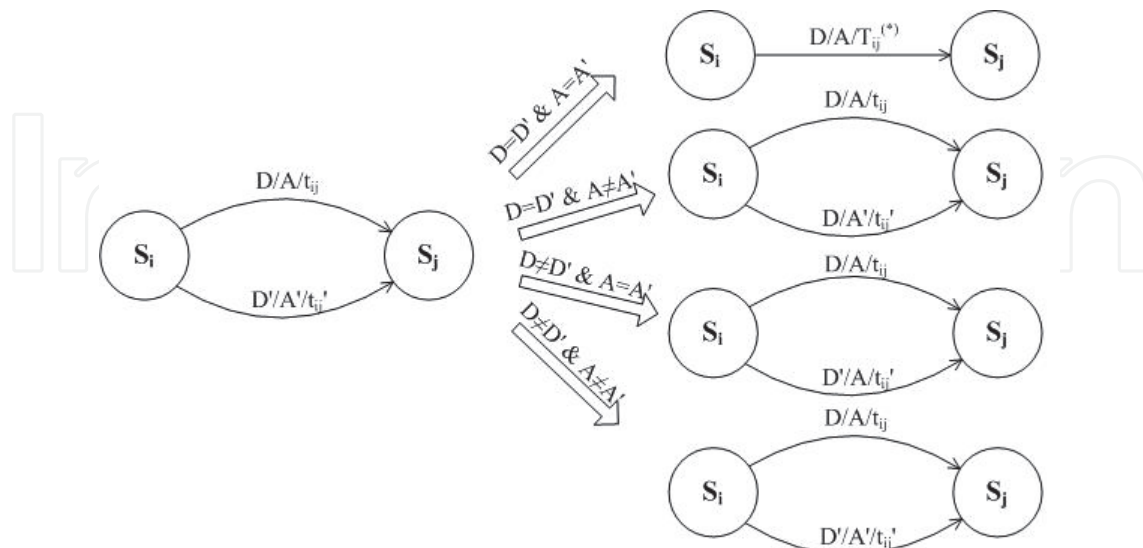 D/A/tij
Si
Sj
D'/A'/tij'
D=D' & A=A'
D=D' & A≠A'
D≠D' & A=A'
D≠D' & A≠A'
Si
D/A/Tij(*)
Sj
D/A/tij
Si
Sj
D/A'/tij'
D/A/tij
Si
Sj
D'/A/tij'
D/A/tij
Si
Sj
D'/A'/tij'